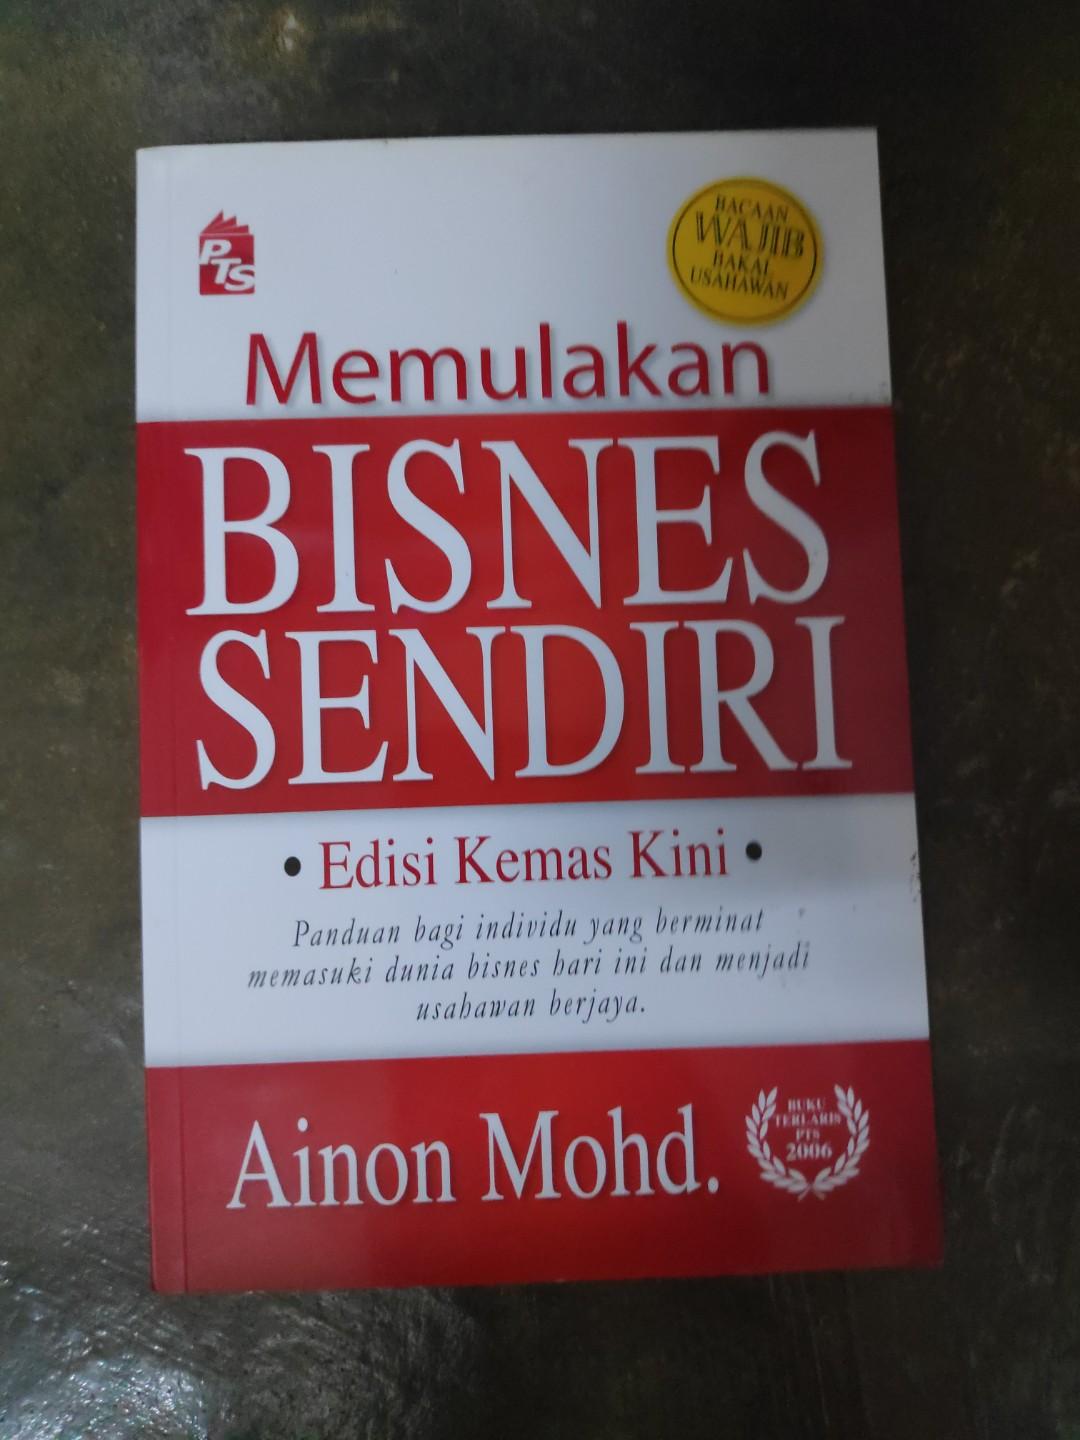 PTS
BACAAN
WAJIB
BAKAL
USAHAWAN
Memulakan
BISNES
SENDIRI
• Edisi Kemas Kini •
Panduan bagi individu yang berminat
memasuki dunia bisnes hari ini dan menjadi
usahawan berjaya.
Ainon Mohd.
BUKU
TERLARIS
PTS
2006